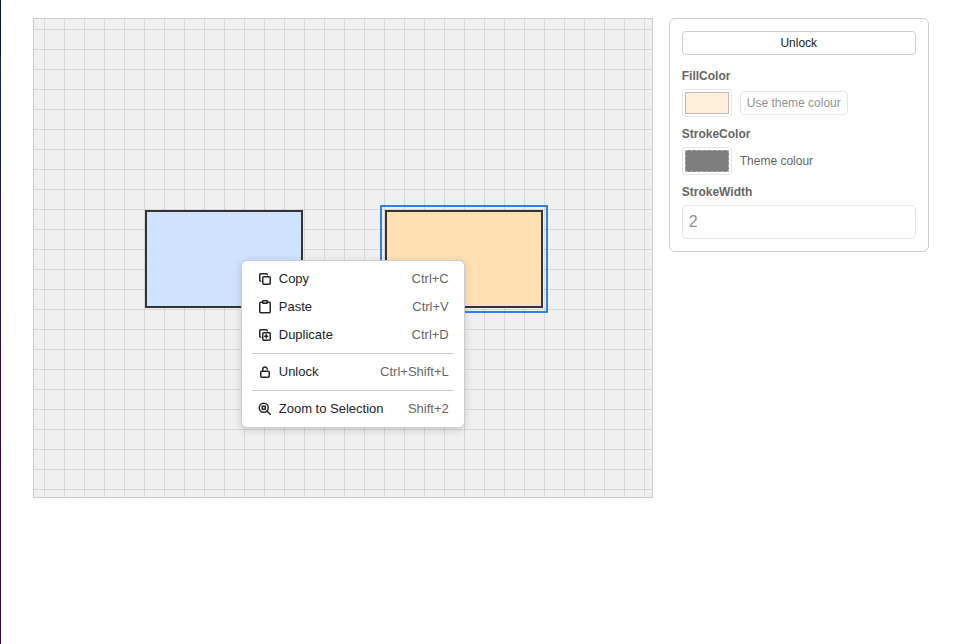 Unlock
FillColor
Use theme colour
StrokeColor
Theme colour
StrokeWidth
2
Copy Ctrl+C
Paste Ctrl+V
Duplicate Ctrl+D
Unlock Ctrl+Shift+L
Zoom to Selection Shift+2